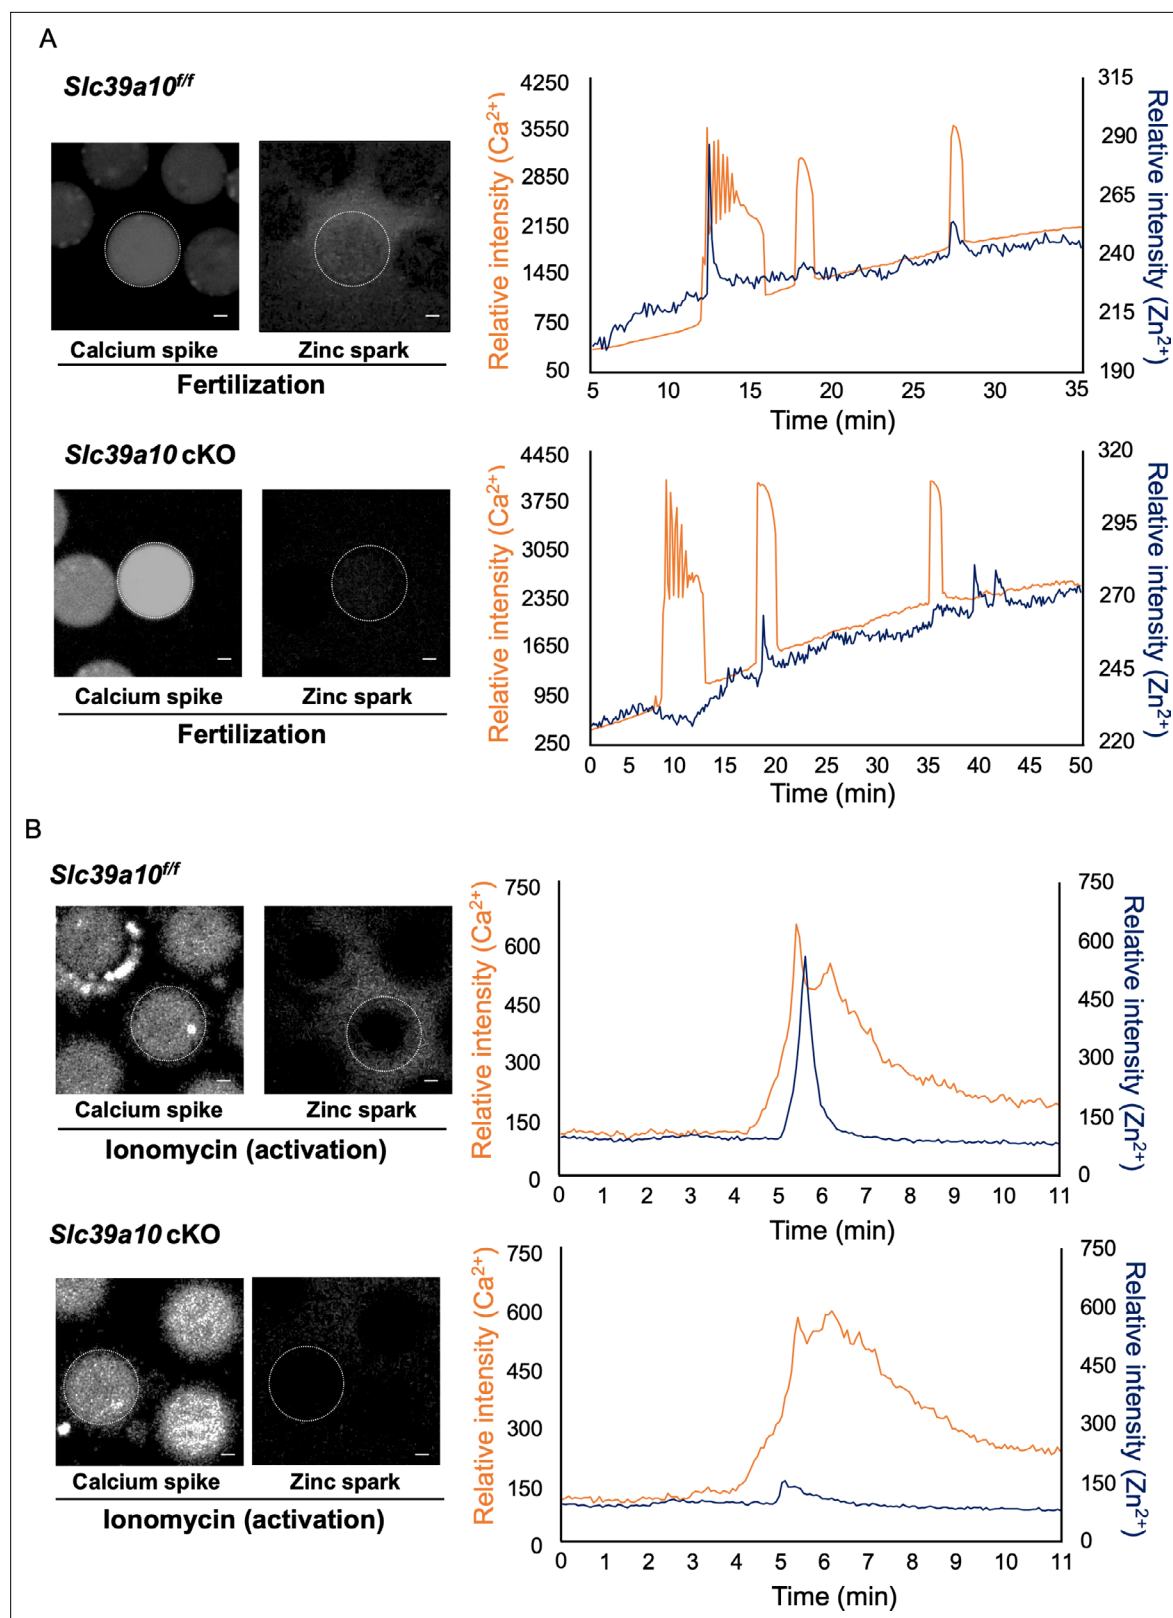 A
Slc39a10f/f
Calcium spike
Zinc spark
Fertilization
Relative intensity (Ca2+)
4250
3550
2850
2150
1450
750
50
315
290
265
240
215
190
Relative intensity (Zn2+)
5 10 15 20 25 30 35
Time (min)
Slc39a10 cKO
Calcium spike
Zinc spark
Fertilization
Relative intensity (Ca2+)
4450
3750
3050
2350
1650
950
250
320
295
270
245
220
Relative intensity (Zn2+)
0 5 10 15 20 25 30 35 40 45 50
Time (min)
B
Slc39a10f/f
Calcium spike
Zinc spark
Ionomycin (activation)
Relative intensity (Ca2+)
750
600
450
300
150
0
750
600
450
300
150
0
Relative intensity (Zn2+)
0 1 2 3 4 5 6 7 8 9 10 11
Time (min)
Slc39a10 cKO
Calcium spike
Zinc spark
Ionomycin (activation)
Relative intensity (Ca2+)
750
600
450
300
150
0
750
600
450
300
150
0
Relative intensity (Zn2+)
0 1 2 3 4 5 6 7 8 9 10 11
Time (min)